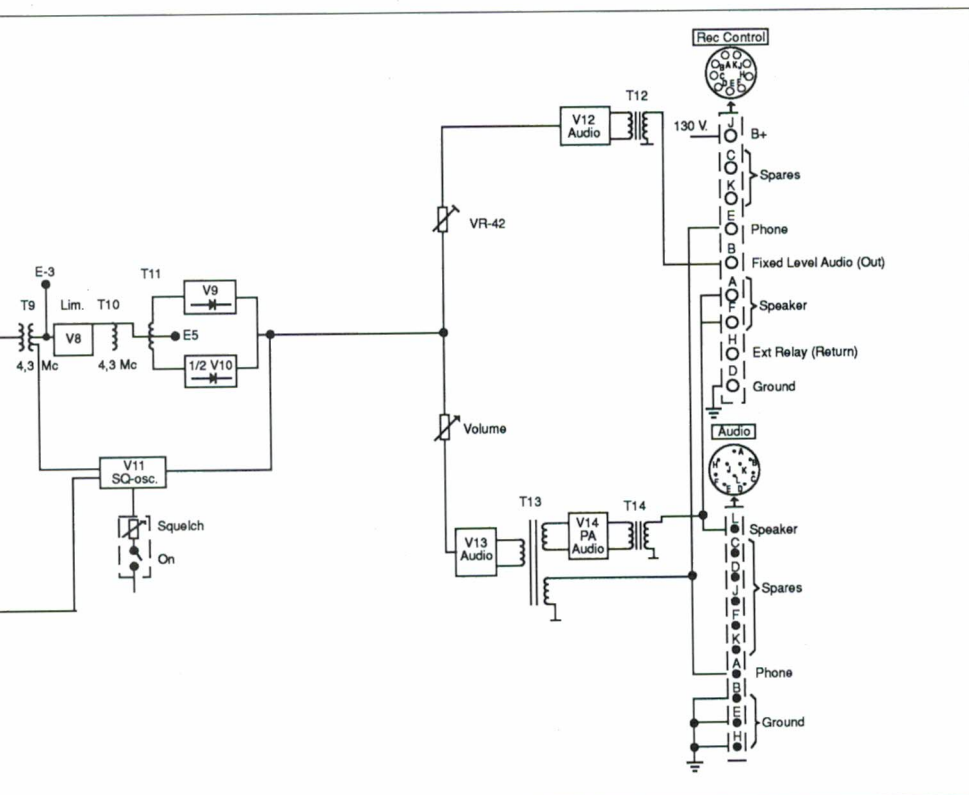 Rec Control
B A K J
C H
D E F
T12
V12
Audio
130 V.
J
B+
C
Spares
K
E
Phone
VR-42
B
Fixed Level Audio (Out)
A
Speaker
F
H
Ext Relay (Return)
D
Ground
E-3
T11
T9
Lim.
T10
V9
V8
E5
4,3 Mc
4,3 Mc
1/2 V10
Volume
Audio
A
H B
J K
F C
L
E D
V11
SQ-osc.
Squelch
On
T13
T14
V13
Audio
V14
PA
Audio
L
Speaker
C
D
Spares
J
F
K
A
Phone
B
E
Ground
H